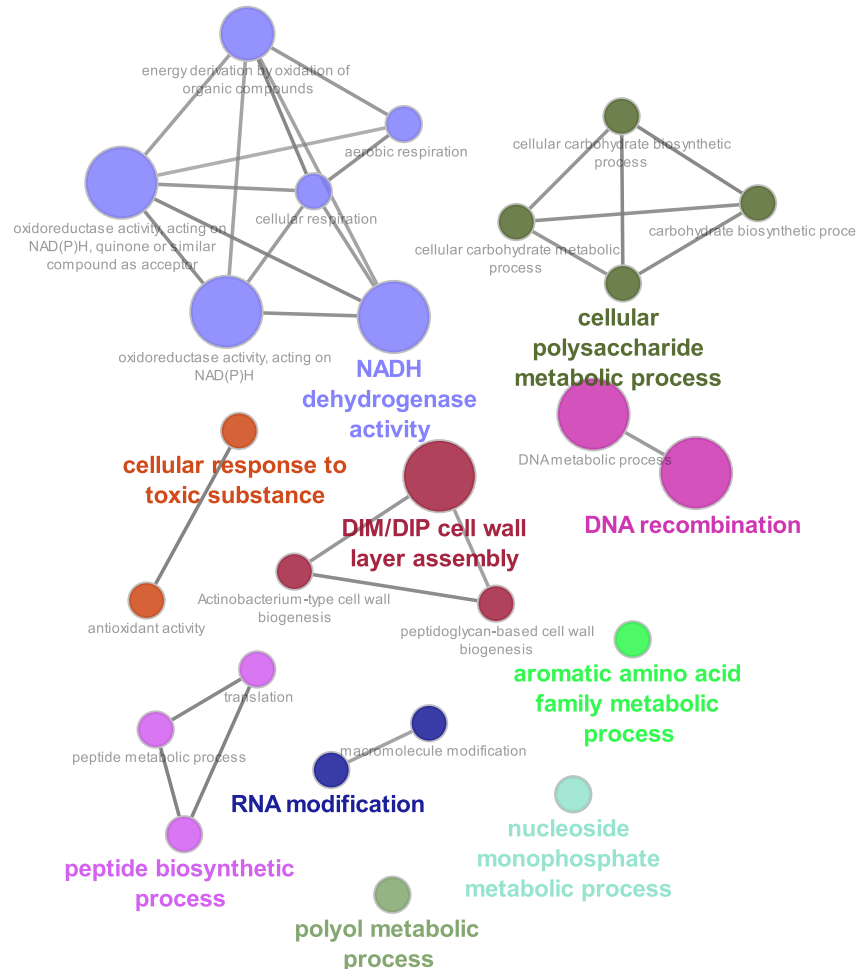 energy derivation by oxidation of
organic compounds
aerobic respiration
cellular respiration
oxidoreductase activity, acting on
NAD(P)H, quinone or similar
compound as acceptor
oxidoreductase activity, acting on
NAD(P)H
NADH
dehydrogenase
activity
cellular carbohydrate biosynthetic
process
carbohydrate biosynthetic proce
cellular carbohydrate metabolic
process
cellular
polysaccharide
metabolic process
cellular response to
toxic substance
antioxidant activity
DNA metabolic process
DNA recombination
DIM/DIP cell wall
layer assembly
Actinobacterium-type cell wall
biogenesis
peptidoglycan-based cell wall
biogenesis
aromatic amino acid
family metabolic
process
translation
peptide metabolic process
peptide biosynthetic
process
macromolecule modification
RNA modification
nucleoside
monophosphate
metabolic process
polyol metabolic
process